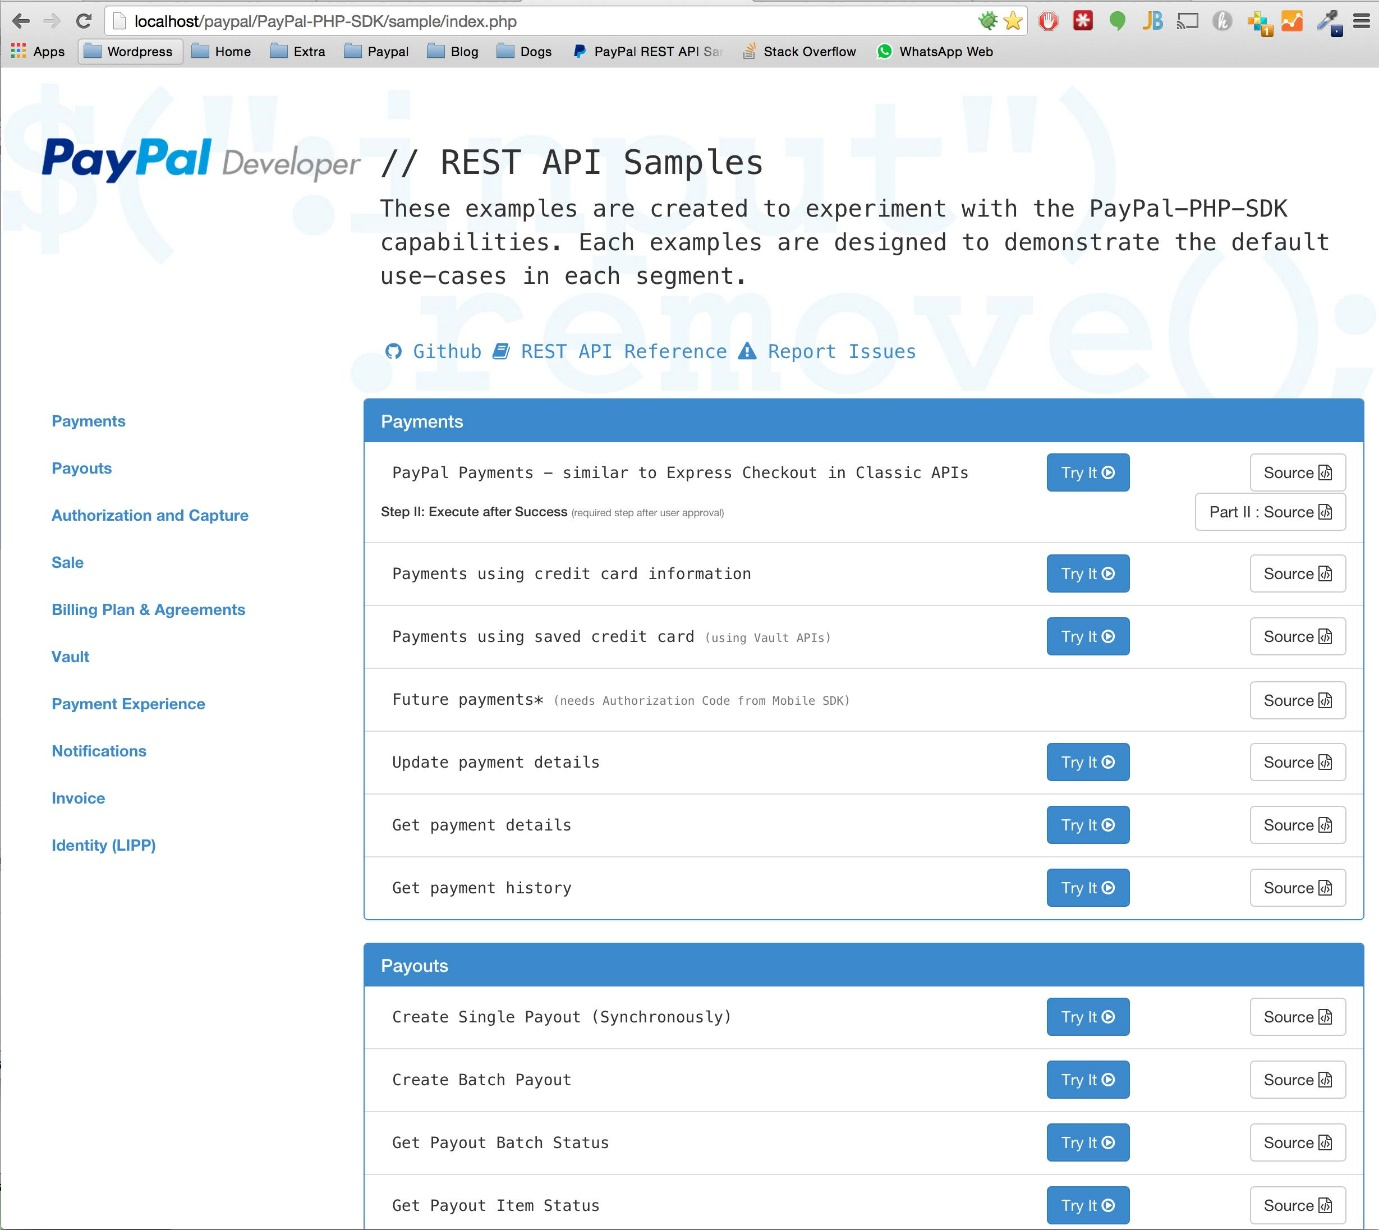 localhost/paypal/PayPal-PHP-SDK/sample/index.php
Apps Wordpress Home Extra Paypal Blog Dogs PayPal REST API Sa Stack Overflow WhatsApp Web
$(":input")
.remove();
PayPal Developer // REST API Samples
These examples are created to experiment with the PayPal-PHP-SDK
capabilities. Each examples are designed to demonstrate the default
use-cases in each segment.
Github REST API Reference Report Issues
Payments
Payouts
Authorization and Capture
Sale
Billing Plan & Agreements
Vault
Payment Experience
Notifications
Invoice
Identity (LIPP)
Payments
PayPal Payments - similar to Express Checkout in Classic APIs Try It Source
Step II: Execute after Success (required step after user approval) Part II : Source
Payments using credit card information Try It Source
Payments using saved credit card (using Vault APIs) Try It Source
Future payments* (needs Authorization Code from Mobile SDK) Source
Update payment details Try It Source
Get payment details Try It Source
Get payment history Try It Source
Payouts
Create Single Payout (Synchronously) Try It Source
Create Batch Payout Try It Source
Get Payout Batch Status Try It Source
Get Payout Item Status Try It Source